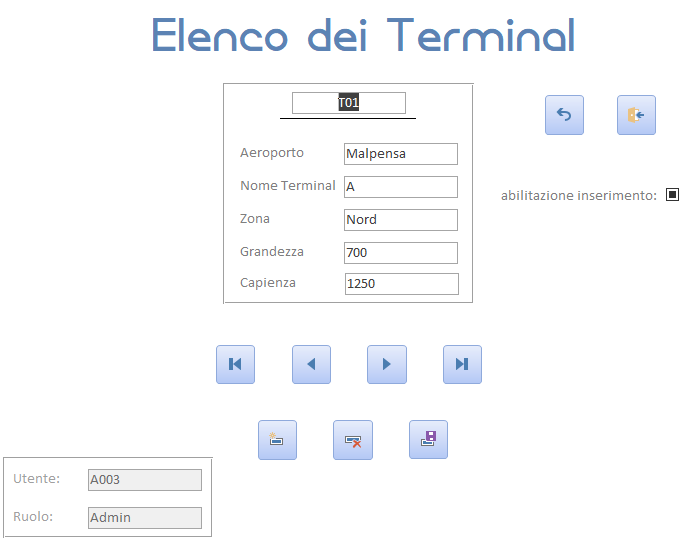 Elenco dei Terminal
T01
Aeroporto Malpensa
Nome Terminal A
Zona Nord
Grandezza 700
Capienza 1250
abilitazione inserimento:
Utente: A003
Ruolo: Admin